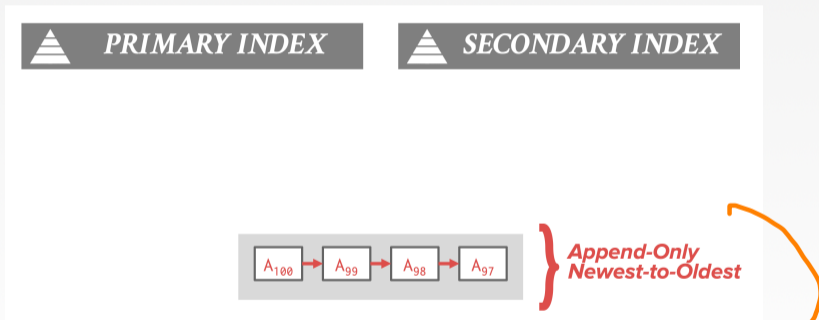 PRIMARY INDEX
SECONDARY INDEX
A₁₀₀ A₉₉ A₉₈ A₉₇
Append-Only
Newest-to-Oldest